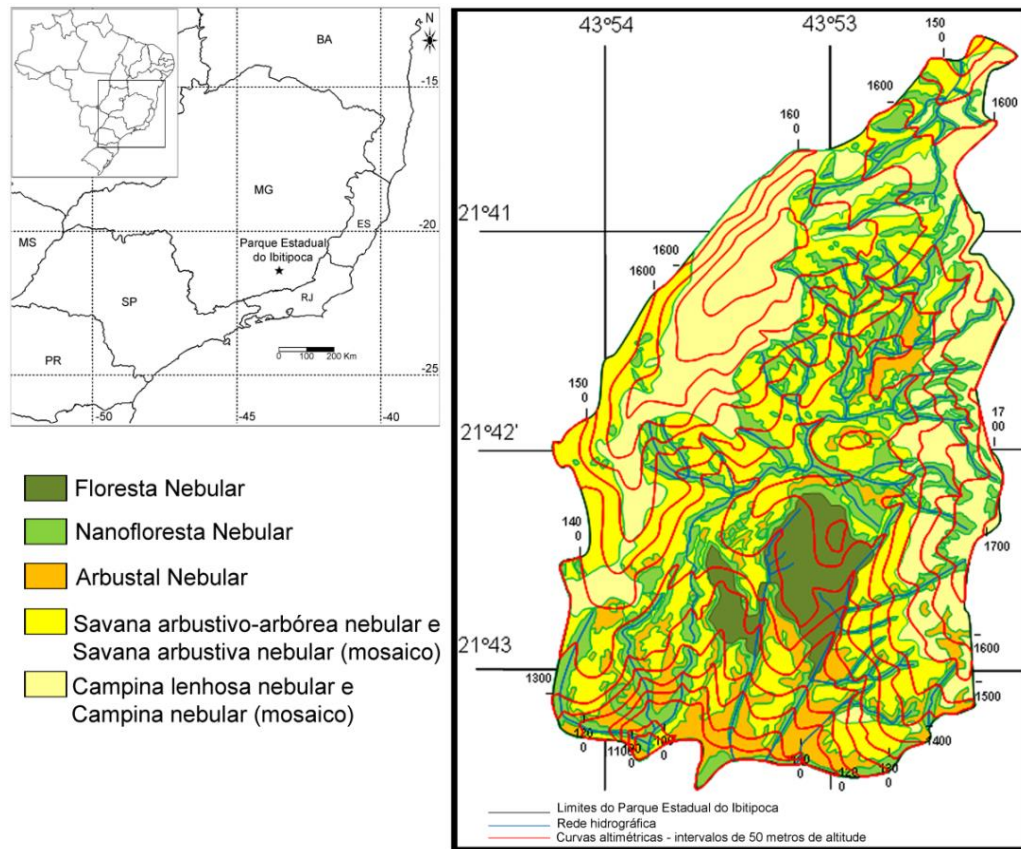 N
BA
-15
MG
-20
MS
ES
Parque Estadual
do Ibitipoca
SP
RJ
0 100 200 Km
PR
-25
-50
-45
-40
Floresta Nebular
Nanofloresta Nebular
Arbustal Nebular
Savana arbustivo-arbórea nebular e
Savana arbustiva nebular (mosaico)
Campina lenhosa nebular e
Campina nebular (mosaico)
43°54
43°53
150
0
1600
160
0
1600
21°41
1600
1600
150
0
17
00
21°42'
140
0
1700
21°43
1600
1300
1500
1400
120
0
130
0
120
0
Limites do Parque Estadual do Ibitipoca
Rede hidrográfica
Curvas altimétricas - intervalos de 50 metros de altitude